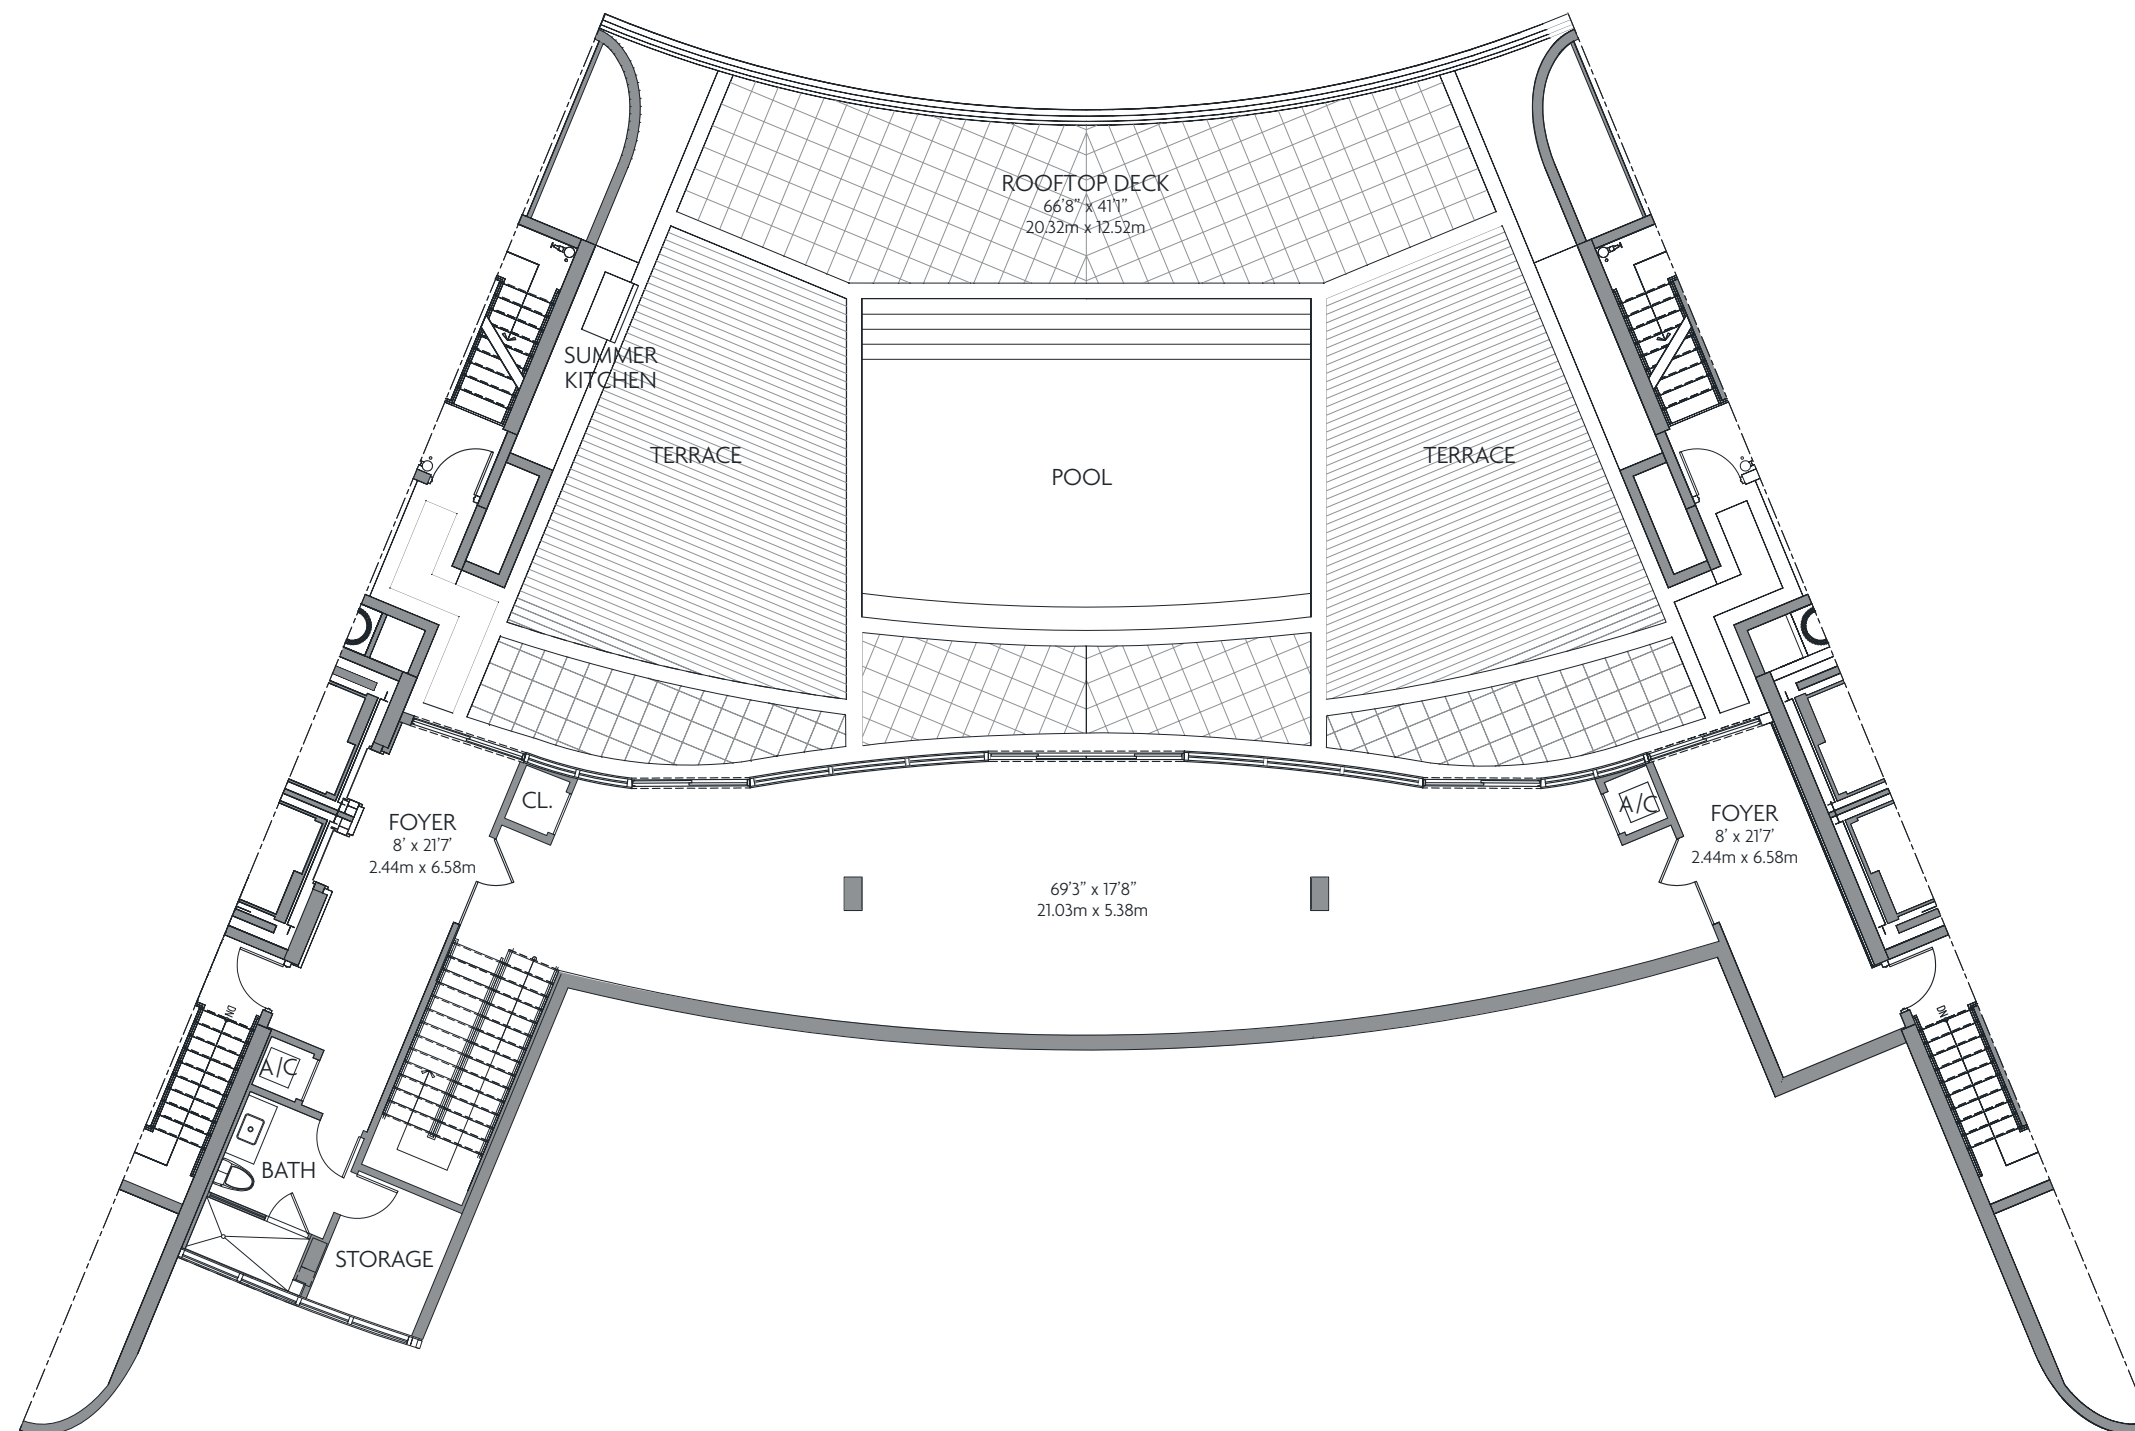 ROOFTOP DECK
66'8" x 41'1"
20.32m x 12.52m
SUMMER
KITCHEN
TERRACE
POOL
TERRACE
CL.
FOYER
8' x 21'7'
2.44m x 6.58m
69'3" x 17'8"
21.03m x 5.38m
A/C
FOYER
8' x 21'7'
2.44m x 6.58m
DN
DN
A/C
BATH
STORAGE